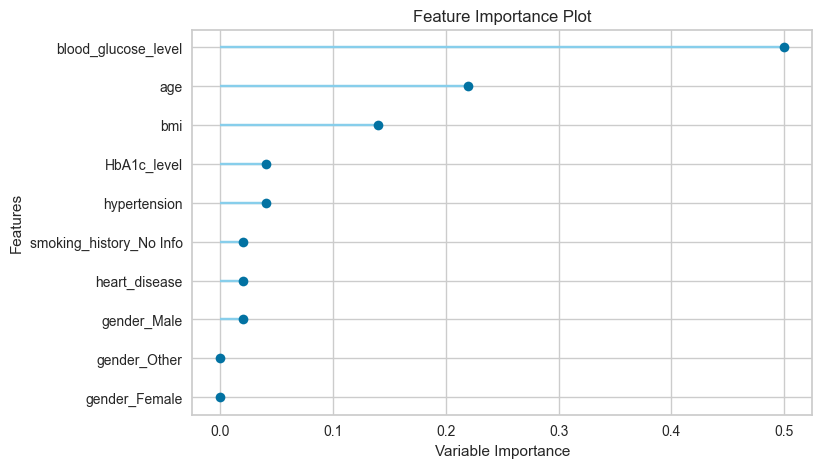 Feature Importance Plot
blood_glucose_level
age
bmi
HbA1c_level
hypertension
smoking_history_No Info
heart_disease
gender_Male
gender_Other
gender_Female
Features
0.0 0.1 0.2 0.3 0.4 0.5
Variable Importance